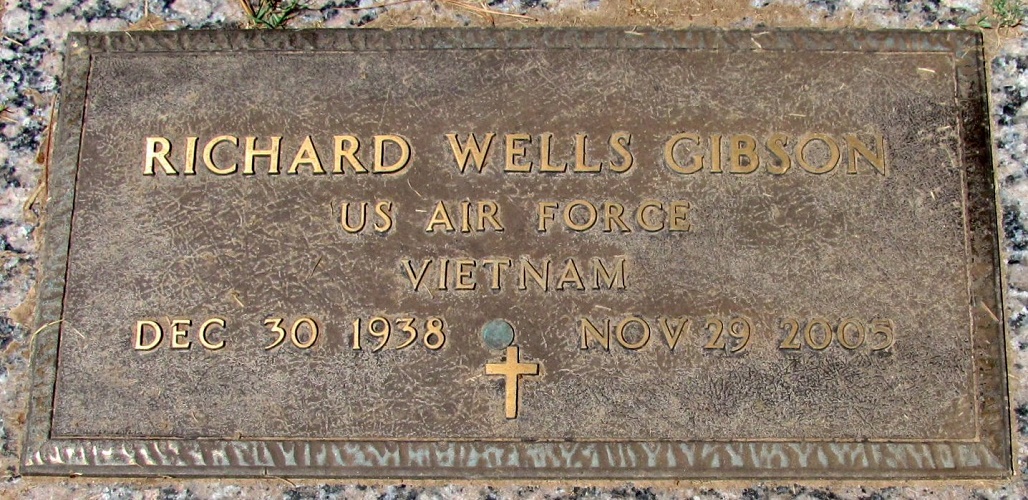 RICHARD WELLS GIBSON
US AIR FORCE
VIETNAM
DEC 30 1938 NOV 29 2005